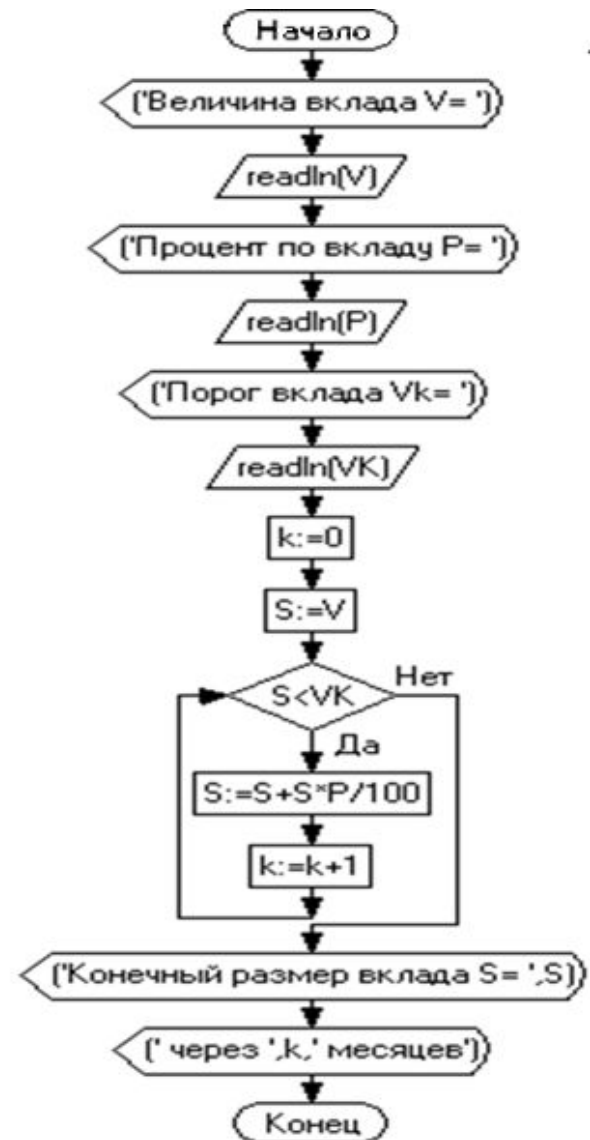 Начало
('Величина вклада V= ')
readln(V)
('Процент по вкладу P= ')
readln(P)
('Порог вклада Vk= ')
readln(VK)
k:=0
S:=V
S<VK
Нет
Да
S:=S+S*P/100
k:=k+1
('Конечный размер вклада S= ',S)
(' через ',k,' месяцев')
Конец